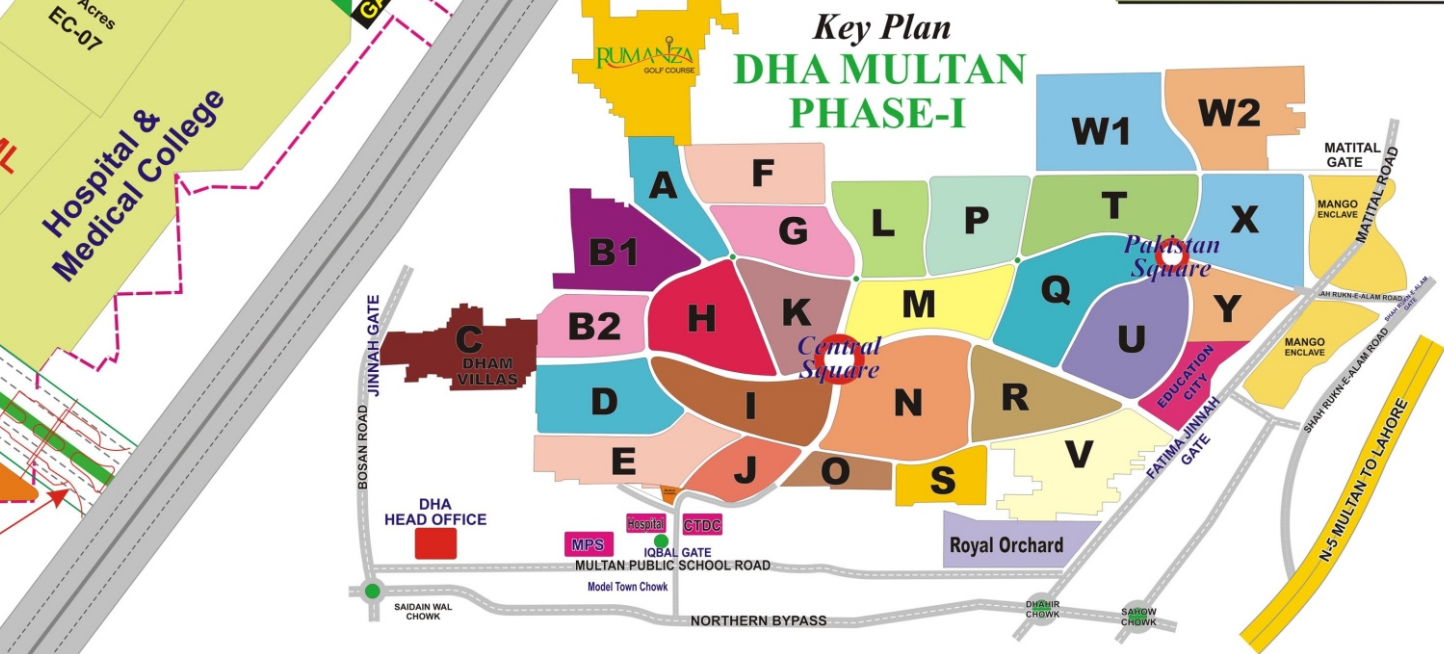 Acres
EC-07
Hospital &
Medical College
RUMANZA
GOLF COURSE
Key Plan
DHA MULTAN
PHASE-I
W1
W2
MATITAL
GATE
MATITAL ROAD
A
F
G
L
P
T
X
MANGO
ENCLAVE
B1
Pakistan
Square
B2
H
K
M
Q
U
Y
SHAH RUKN-E-ALAM
GATE
C
DHAM
VILLAS
Central
Square
MANGO
ENCLAVE
JINNAH GATE
D
I
N
R
EDUCATION
CITY
SHAH RUKN-E-ALAM ROAD
BOSAN ROAD
E
J
O
S
V
FATIMA JINNAH
GATE
N-5 MULTAN TO LAHORE
DHA
HEAD OFFICE
Hospital
CTDC
MPS
IQBAL GATE
Royal Orchard
MULTAN PUBLIC SCHOOL ROAD
Model Town Chowk
SAIDAIN WAL
CHOWK
NORTHERN BYPASS
DHAHIR
CHOWK
SAHOW
CHOWK